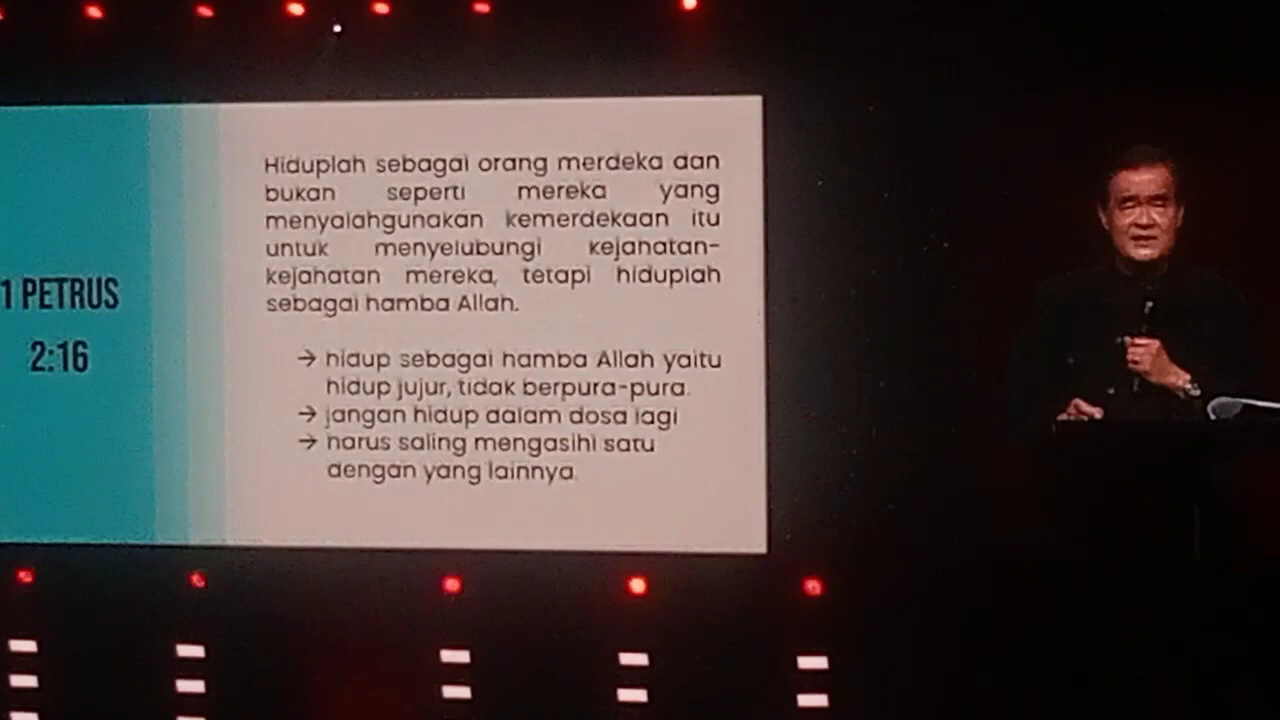 1 PETRUS
2:16
Hiduplah sebagai orang merdeka dan
bukan seperti mereka yang
menyalahgunakan kemerdekaan itu
untuk menyelubungi kejahatan-
kejahatan mereka, tetapi hiduplah
sebagai hamba Allah.
→ hidup sebagai hamba Allah yaitu
hidup jujur, tidak berpura-pura.
→ jangan hidup dalam dosa lagi
→ harus saling mengasihi satu
dengan yang lainnya.